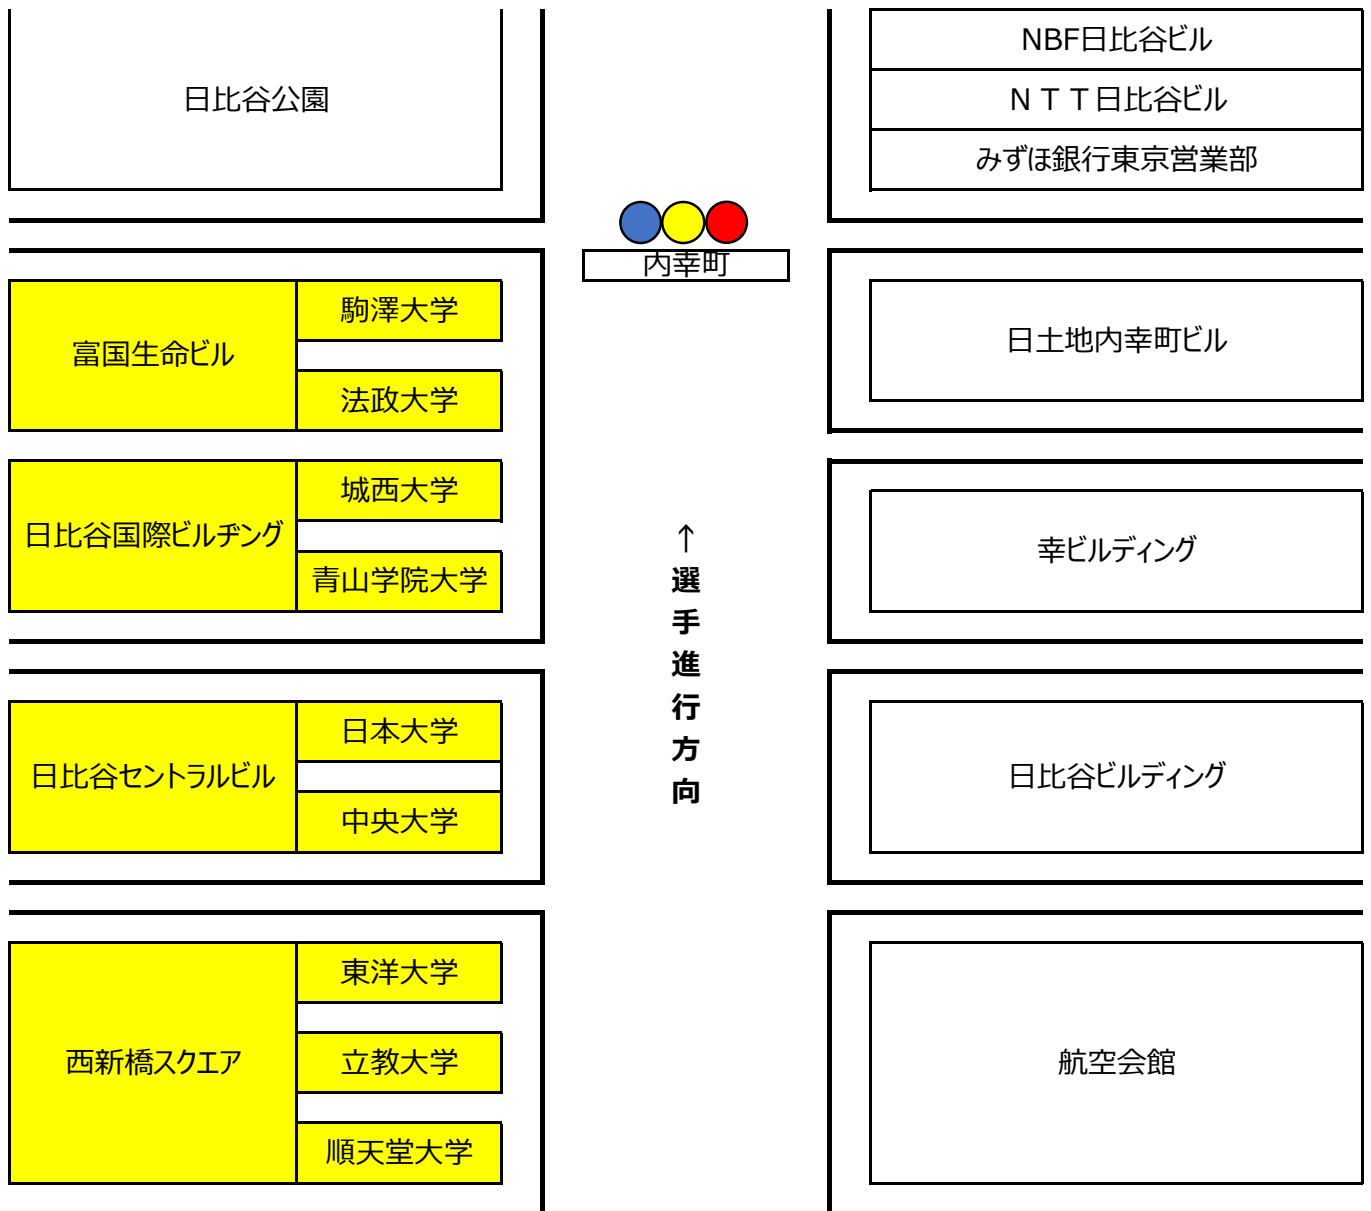 日比谷公園
NBF日比谷ビル
ＮＴＴ日比谷ビル
みずほ銀行東京営業部
内幸町
富国生命ビル
駒澤大学
法政大学
日土地内幸町ビル
日比谷国際ビルヂング
城西大学
青山学院大学
幸ビルディング
↑
選
手
進
行
方
向
日比谷セントラルビル
日本大学
中央大学
日比谷ビルディング
西新橋スクエア
東洋大学
立教大学
順天堂大学
航空会館